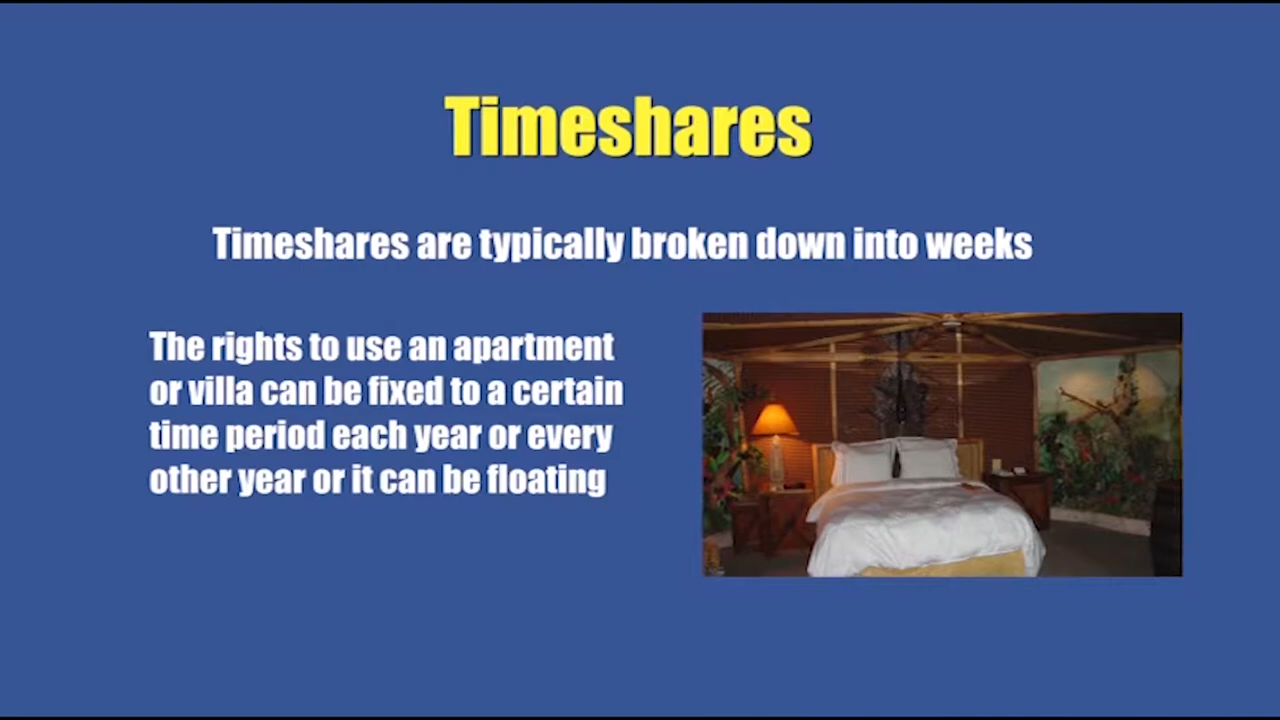 Timeshares
Timeshares are typically broken down into weeks
The rights to use an apartment
or villa can be fixed to a certain
time period each year or every
other year or it can be floating